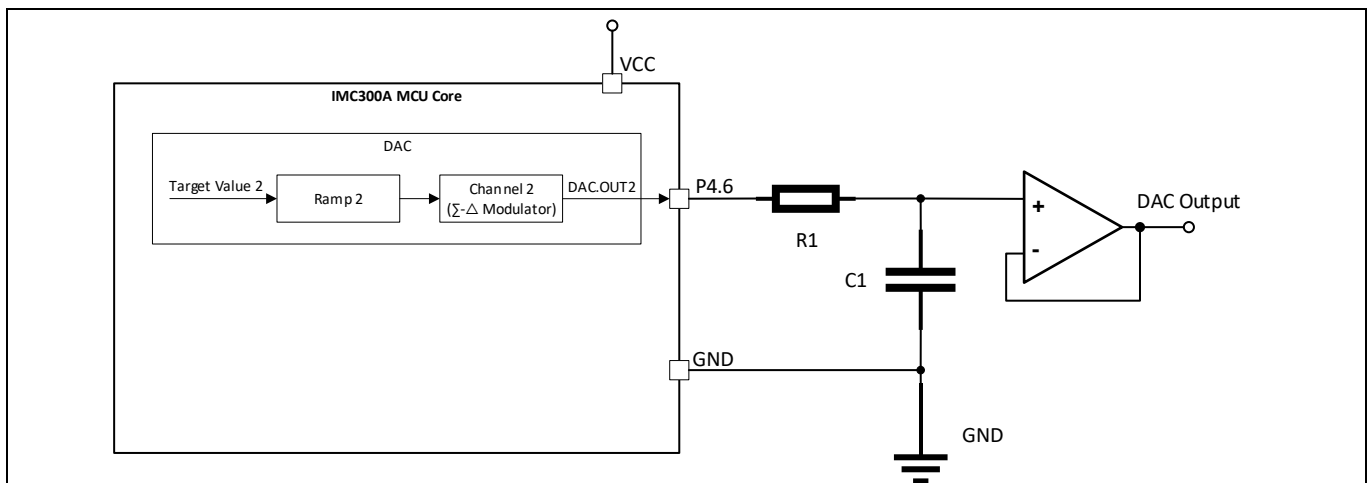 VCC
IMC300A MCU Core
DAC
Target Value 2
Ramp 2
Channel 2
(∑-△ Modulator)
DAC.OUT2
P4.6
R1
C1
+
-
DAC Output
GND
GND